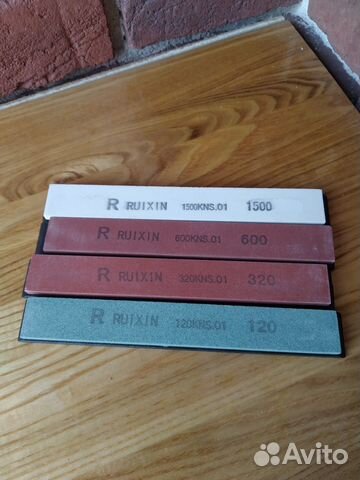 R RUIXIN 1500KNS.01 1500
R RUIXIN 600KNS.01 600
R RUIXIN 320KNS.01 320
R RUIXIN 120KNS.01 120
Avito